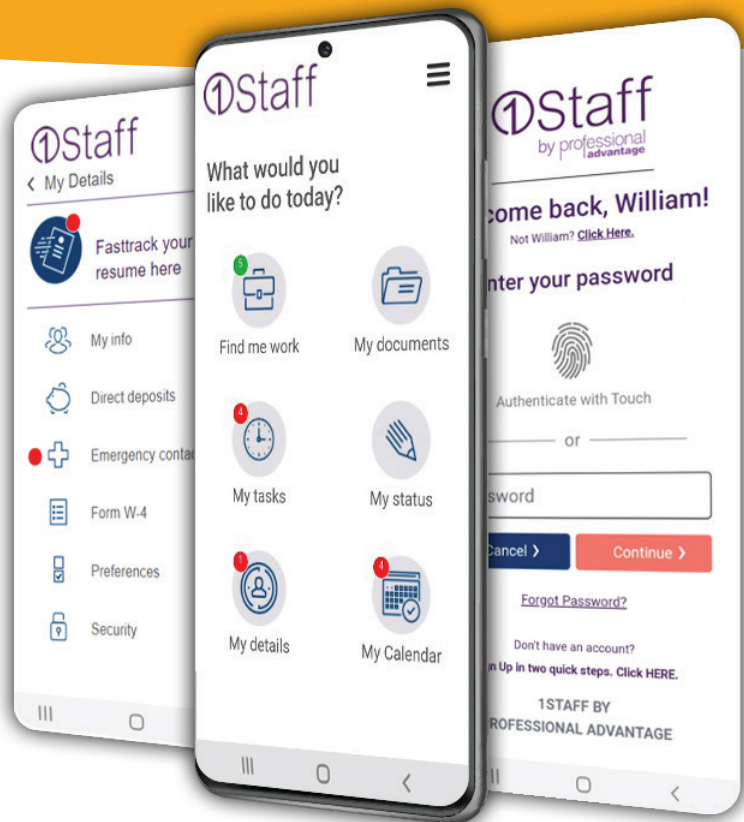 1Staff
My Details
Fasttrack your
resume here
My info
Direct deposits
Emergency contac
Form W-4
Preferences
Security
1Staff
What would you
like to do today?
5
Find me work
My documents
4
My tasks
My status
1
My details
4
My Calendar
1Staff
by professional
advantage
come back, William!
Not William? Click Here.
nter your password
Authenticate with Touch
or
sword
Cancel
Continue
Forgot Password?
Don't have an account?
n Up in two quick steps. Click HERE.
1STAFF BY
ROFESSIONAL ADVANTAGE